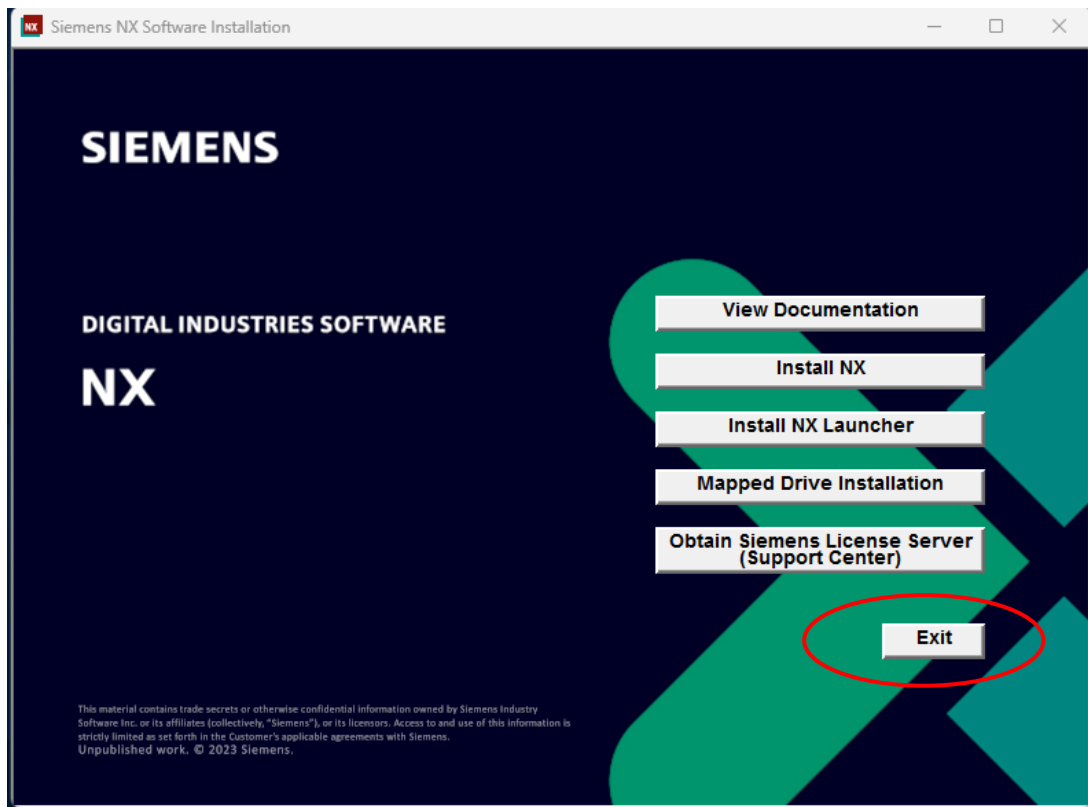 NX Siemens NX Software Installation
SIEMENS
DIGITAL INDUSTRIES SOFTWARE
NX
View Documentation
Install NX
Install NX Launcher
Mapped Drive Installation
Obtain Siemens License Server
(Support Center)
Exit
This material contains trade secrets or otherwise confidential information owned by Siemens Industry
Software Inc. or its affiliates (collectively, "Siemens"), or its licensors. Access to and use of this information is
strictly limited as set forth in the Customer's applicable agreements with Siemens.
Unpublished work. © 2023 Siemens.